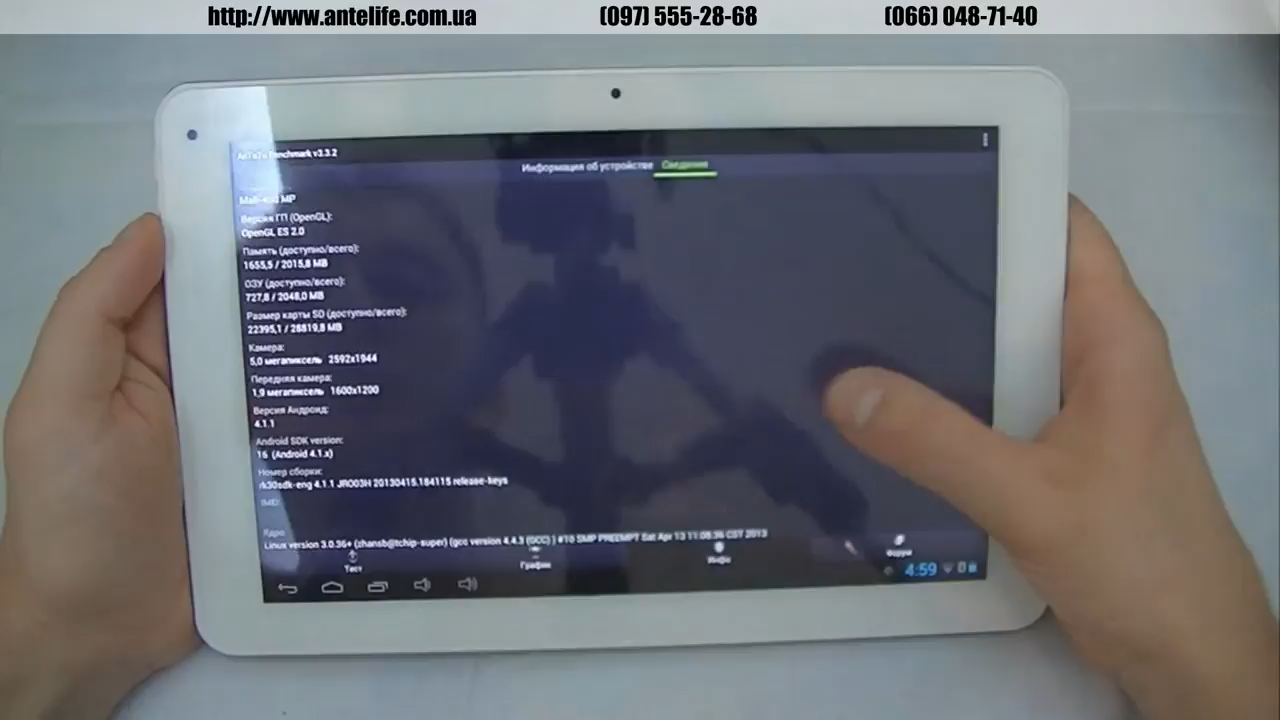 http://www.antelife.com.ua (097) 555-28-68 (066) 048-71-40
AnTuTu Benchmark v3.3.2
Информация об устройстве Сведения
Mali-400 MP
Версия ГП (OpenGL):
OpenGL ES 2.0
Память (доступно/всего):
1655,5 / 2015,8 MB
ОЗУ (доступно/всего):
727,8 / 2048,0 MB
Размер карты SD (доступно/всего):
22395,1 / 28819,8 MB
Камера:
5,0 мегапиксель 2592x1944
Передняя камера:
1,9 мегапиксель 1600x1200
Версия Андроид:
4.1.1
Android SDK version:
16 (Android 4.1.x)
Номер сборки:
rk30sdk-eng 4.1.1 JRO03H 20130415.184115 release-keys
IMEI:
Ядро:
Linux version 3.0.36+ (zhansb@tchip-super) (gcc version 4.4.3 (GCC) ) #10 SMP PREEMPT Sat Apr 13 11:08:36 CST 2013
Тест График Инфо Форум
4:59